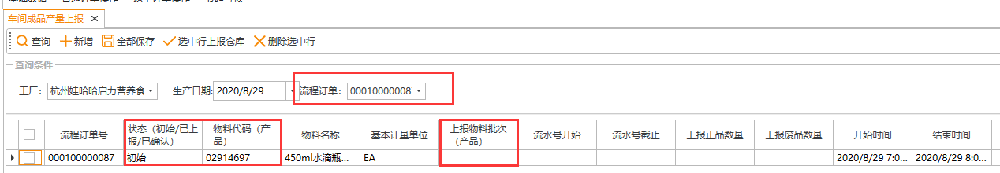 车间成品产量上报
查询 新增 全部保存 选中行上报仓库 删除选中行
查询条件
工厂： 杭州娃哈哈启力营养食 生产日期: 2020/8/29 流程订单： 00010000008
流程订单号 状态（初始/已上报/已确认） 物料代码（产品） 物料名称 基本计量单位 上报物料批次（产品） 流水号开始 流水号截止 上报正品数量 上报废品数量 开始时间 结束时间
000100000087 初始 02914697 450ml水滴瓶... EA 2020/8/29 7:0... 2020/8/29 8:0...